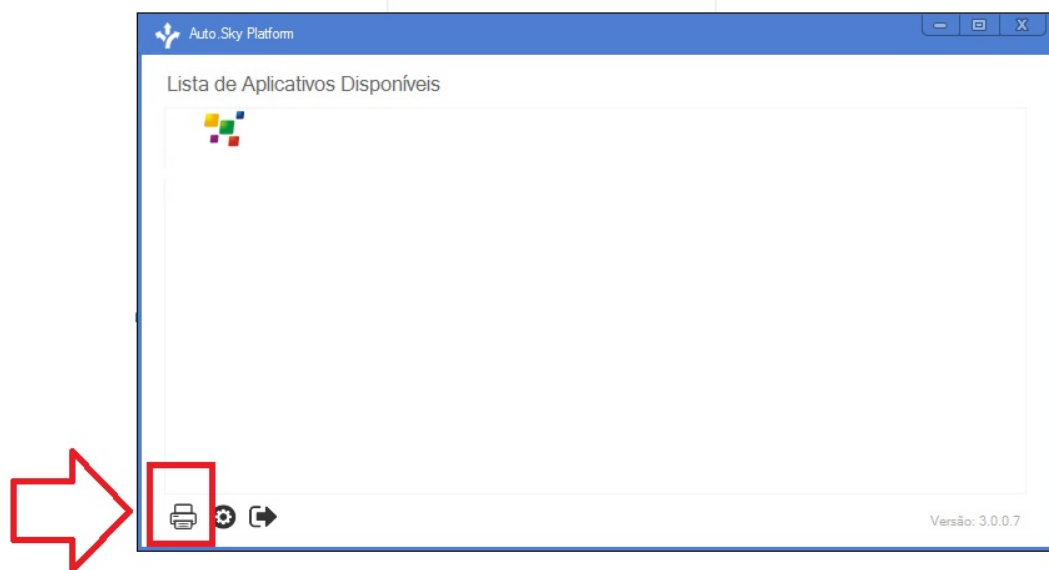 Auto.Sky Platform
Lista de Aplicativos Disponíveis
Versão: 3.0.0.7